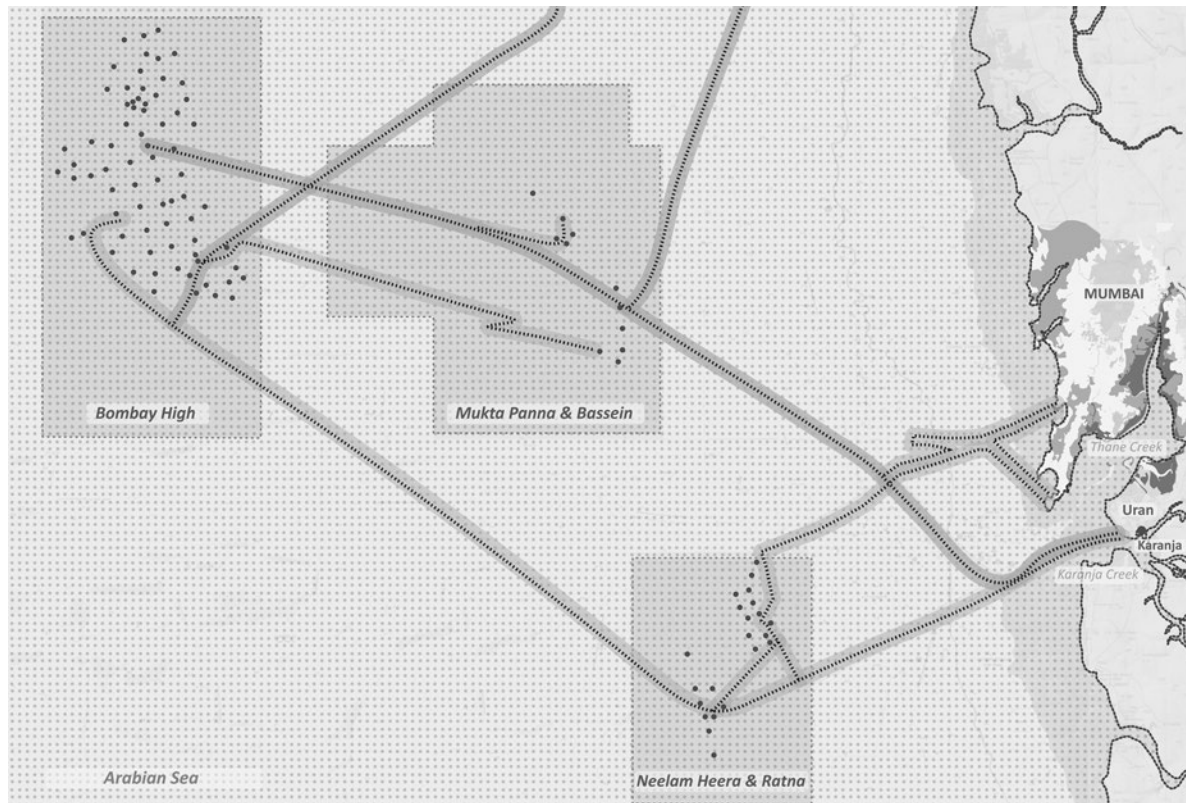 MUMBAI
Bombay High
Mukta Panna & Bassein
Thane Creek
Uran
Karanja
Karanja Creek
Arabian Sea
Neelam Heera & Ratna